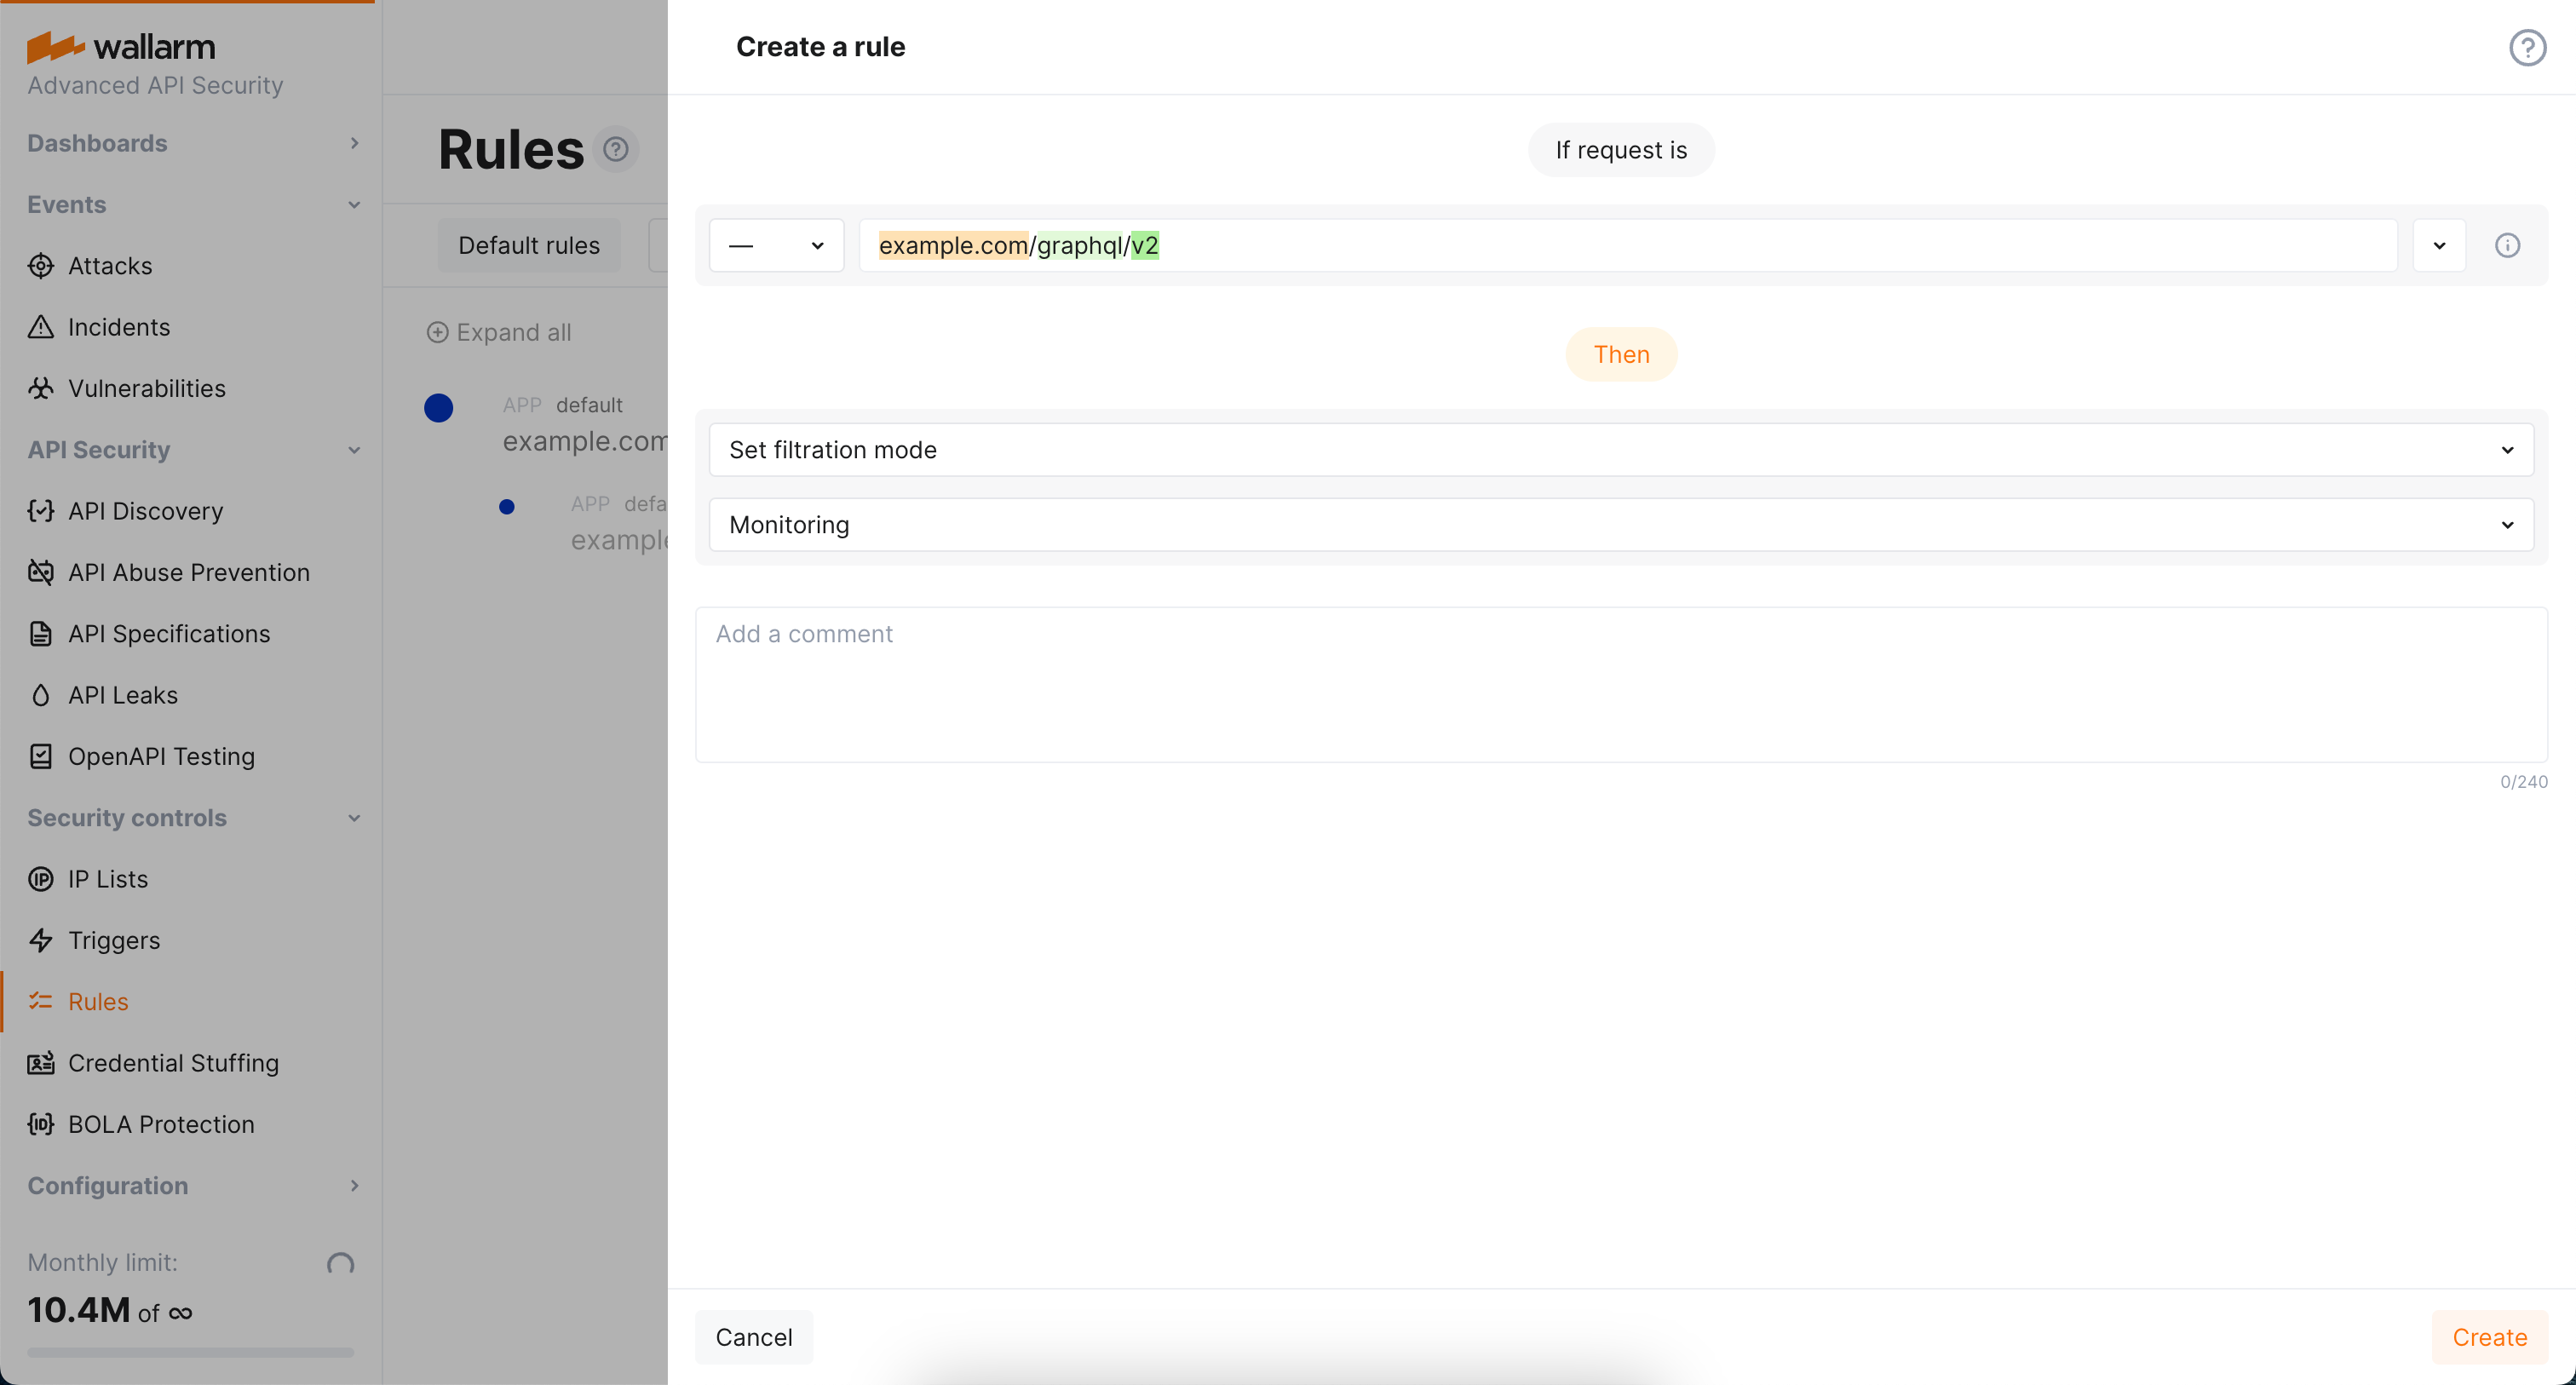 wallarm
Advanced API Security
Dashboards
Events
Attacks
Incidents
Vulnerabilities
API Security
API Discovery
API Abuse Prevention
API Specifications
API Leaks
OpenAPI Testing
Security controls
IP Lists
Triggers
Rules
Credential Stuffing
BOLA Protection
Configuration
Monthly limit:
10.4M of ∞
Rules
Default rules
Expand all
APP default
example.com
APP defa
example
Create a rule
If request is
— example.com/graphql/v2
Then
Set filtration mode
Monitoring
Add a comment
0/240
Cancel
Create